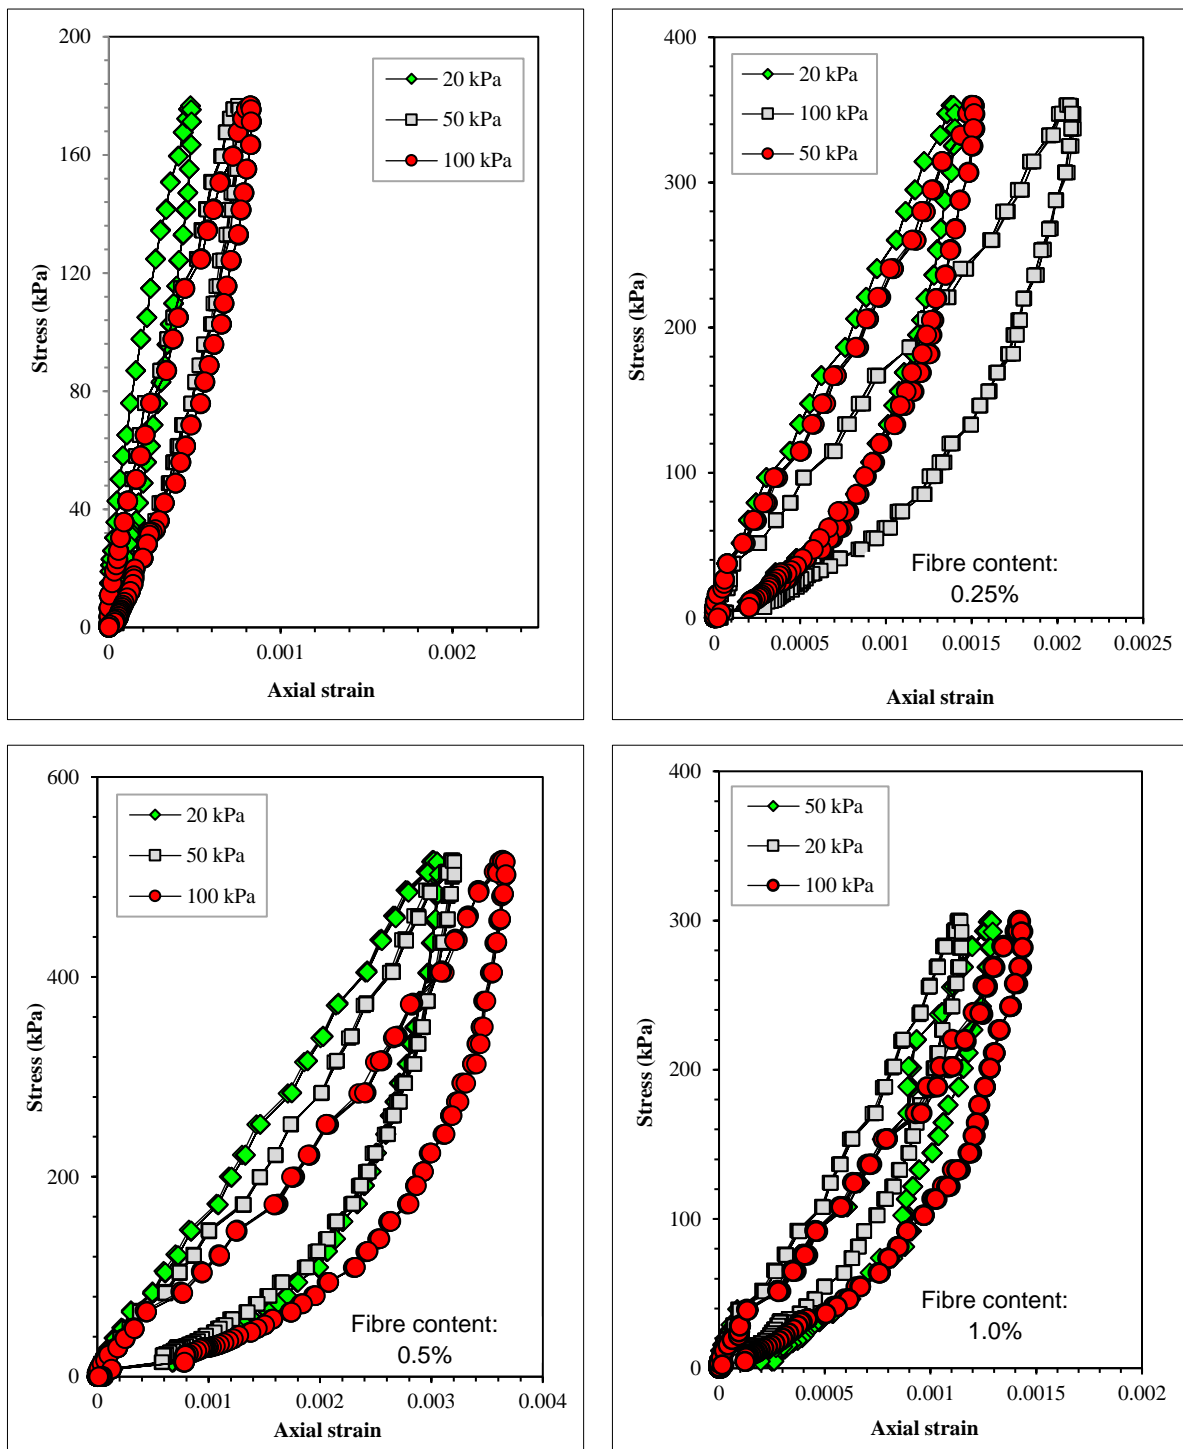 200
160
120
80
40
0
Stress (kPa)
20 kPa
50 kPa
100 kPa
0
0.001
0.002
Axial strain
400
300
200
100
0
Stress (kPa)
20 kPa
100 kPa
50 kPa
Fibre content:
0.25%
0
0.0005
0.001
0.0015
0.002
0.0025
Axial strain
600
400
200
0
Stress (kPa)
20 kPa
50 kPa
100 kPa
Fibre content:
0.5%
0
0.001
0.002
0.003
0.004
Axial strain
400
300
200
100
0
Stress (kPa)
50 kPa
20 kPa
100 kPa
Fibre content:
1.0%
0
0.0005
0.001
0.0015
0.002
Axial strain